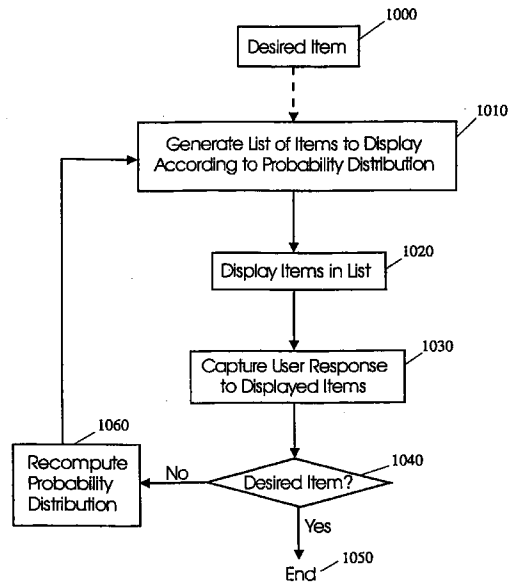 1000
Desired Item
1010
Generate List of Items to Display
According to Probability Distribution
1020
Display Items in List
1030
Capture User Response
to Displayed Items
1060
Recompute
Probability
Distribution
No
1040
Desired Item?
Yes
End
1050